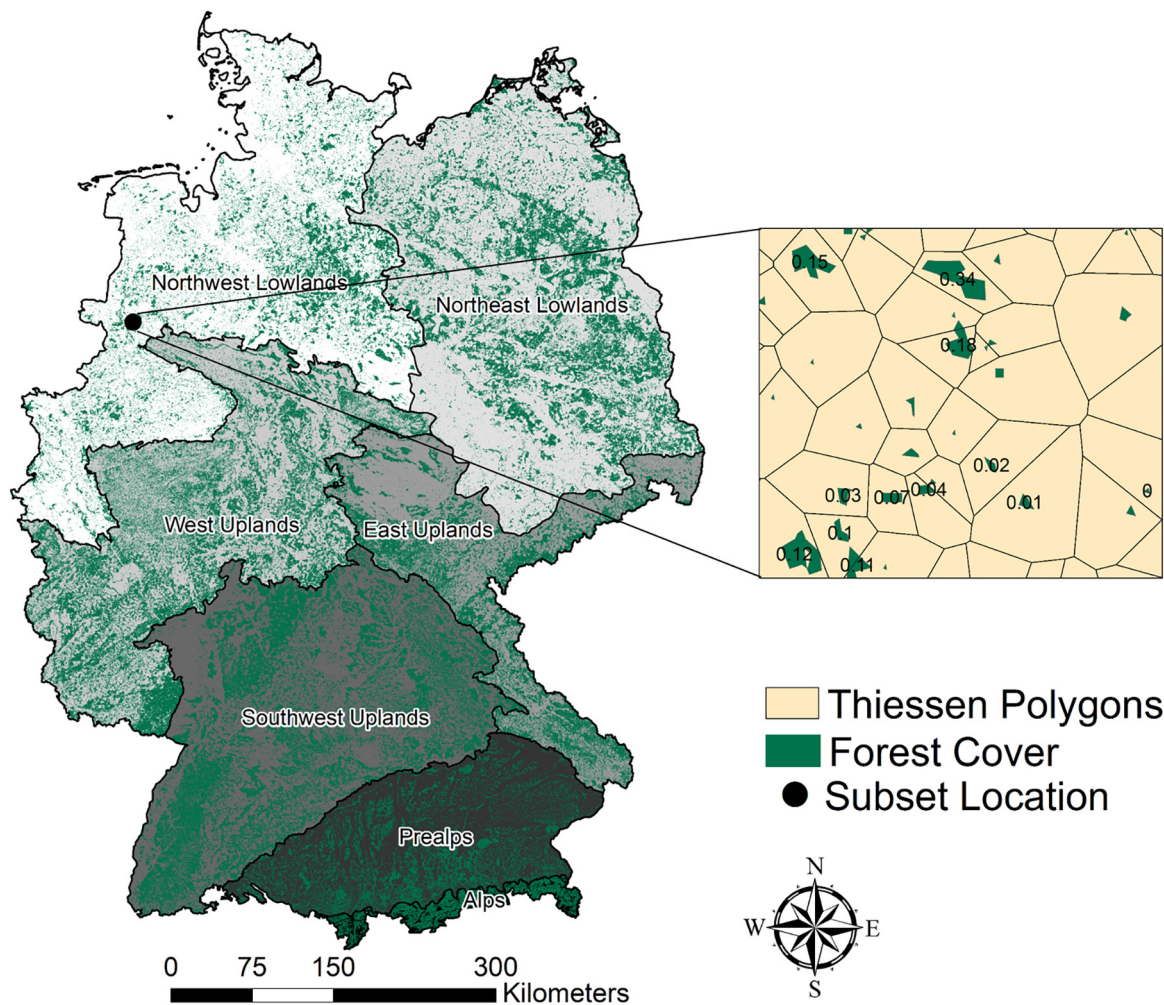 Northwest Lowlands
Northeast Lowlands
West Uplands
East Uplands
Southwest Uplands
Prealps
Alps
0 75 150 300
Kilometers
0.15
0.34
0.18
0.02
0.03
0.07
0.04
0.01
0
0.1
0.12
0.11
Thiessen Polygons
Forest Cover
Subset Location
N
W E
S